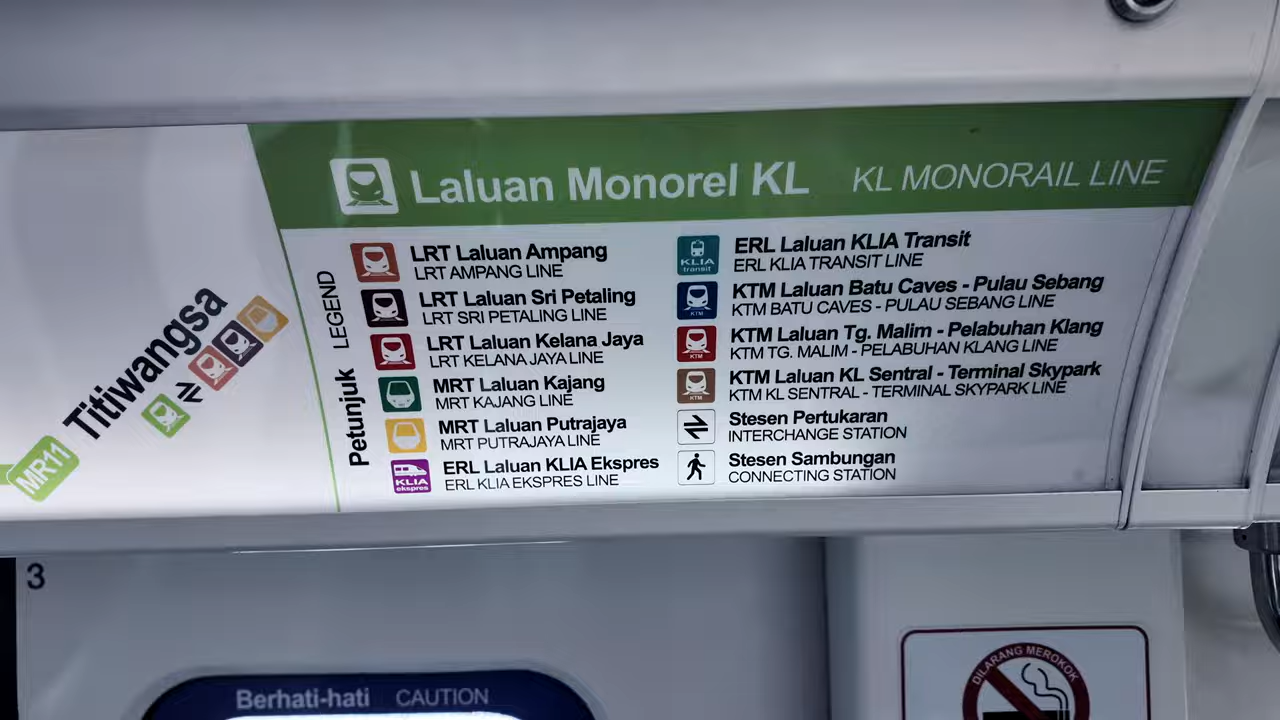 Laluan Monorel KL KL MONORAIL LINE
MR11 Titiwangsa
Petunjuk LEGEND
LRT Laluan Ampang
LRT AMPANG LINE
LRT Laluan Sri Petaling
LRT SRI PETALING LINE
LRT Laluan Kelana Jaya
LRT KELANA JAYA LINE
MRT Laluan Kajang
MRT KAJANG LINE
MRT Laluan Putrajaya
MRT PUTRAJAYA LINE
KLIA
ekspres
ERL Laluan KLIA Ekspres
ERL KLIA EKSPRES LINE
KLIA
transit
ERL Laluan KLIA Transit
ERL KLIA TRANSIT LINE
KTM
KTM Laluan Batu Caves - Pulau Sebang
KTM BATU CAVES - PULAU SEBANG LINE
KTM
KTM Laluan Tg. Malim - Pelabuhan Klang
KTM TG. MALIM - PELABUHAN KLANG LINE
KTM
KTM Laluan KL Sentral - Terminal Skypark
KTM KL SENTRAL - TERMINAL SKYPARK LINE
Stesen Pertukaran
INTERCHANGE STATION
Stesen Sambungan
CONNECTING STATION
3
Berhati-hati CAUTION
DILARANG MEROKOK